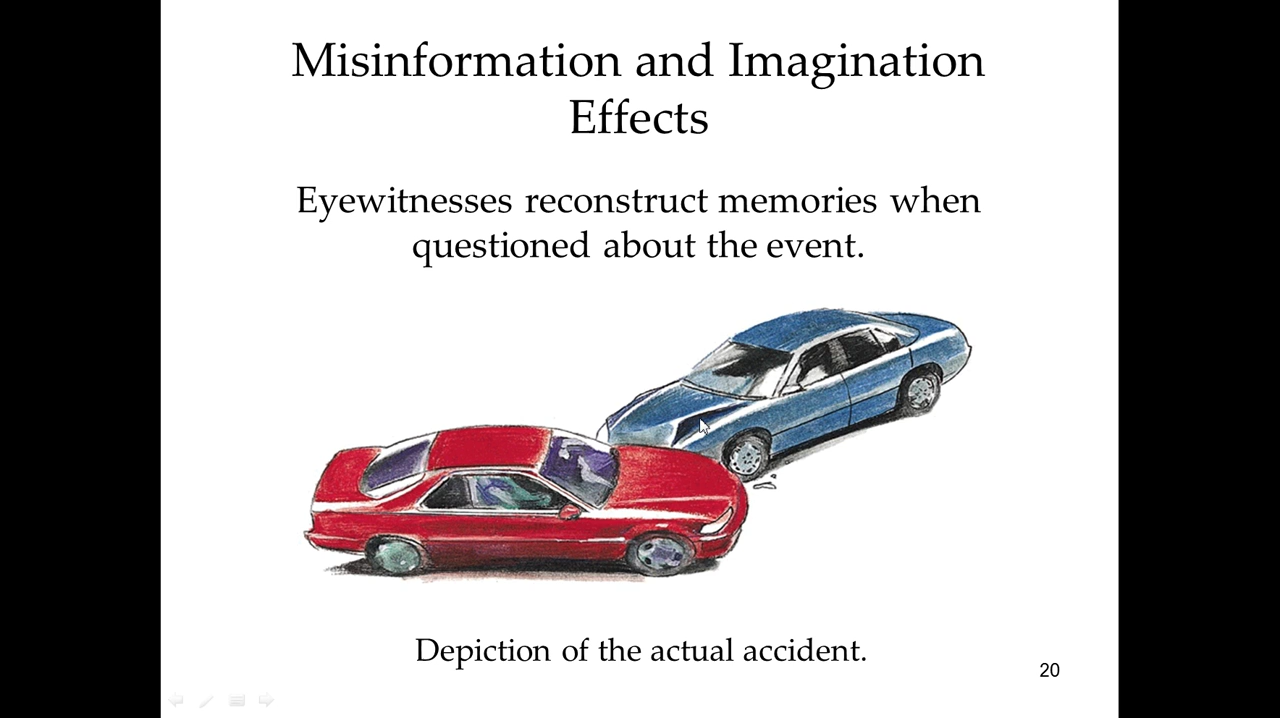 Misinformation and Imagination
Effects
Eyewitnesses reconstruct memories when
questioned about the event.
Depiction of the actual accident.
20